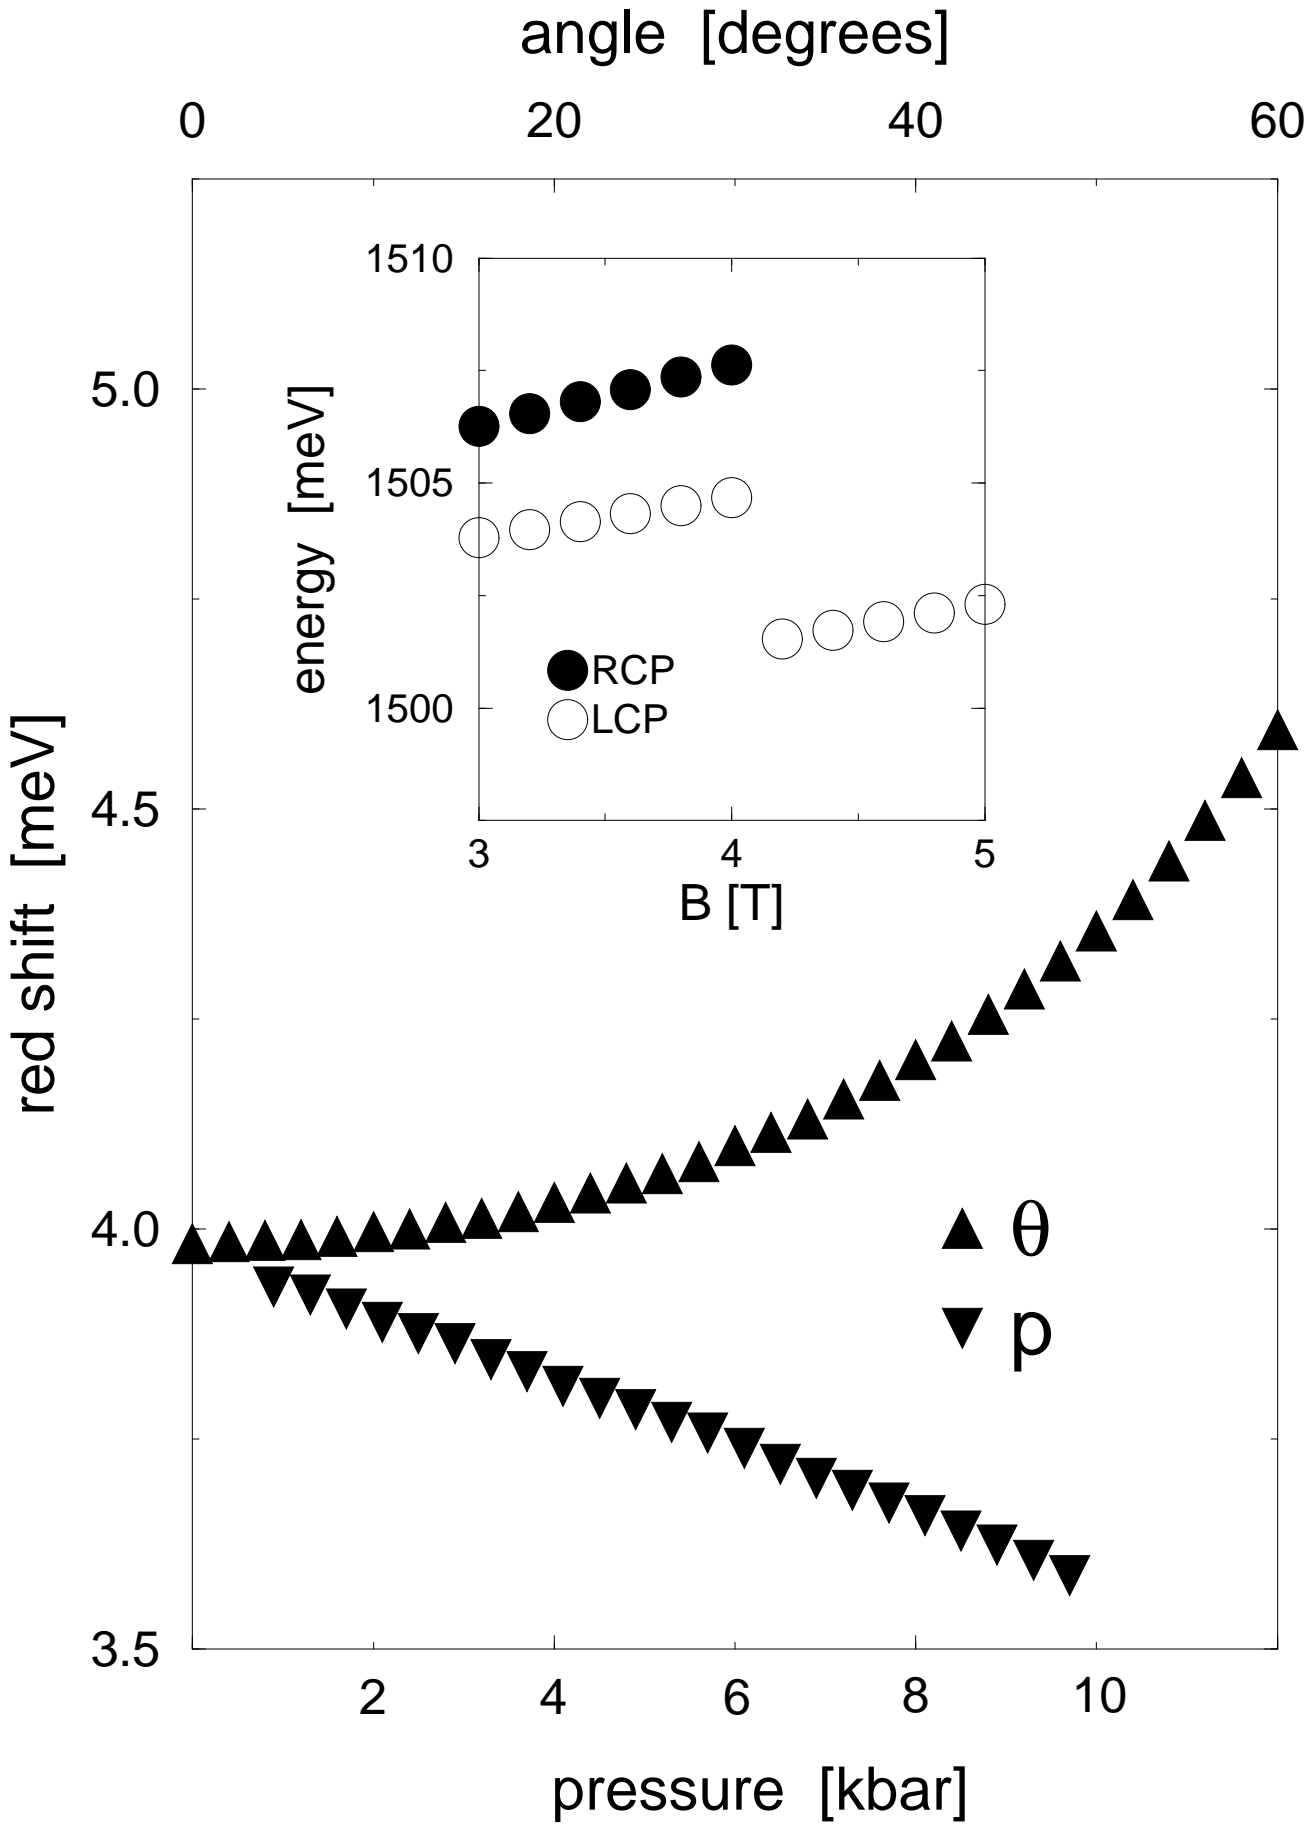 angle [degrees]
0 20 40 60
1510
5.0
energy [meV]
1505
RCP
LCP
1500
red shift [meV]
4.5
3 4 5
B [T]
4.0
θ
p
3.5
2 4 6 8 10
pressure [kbar]